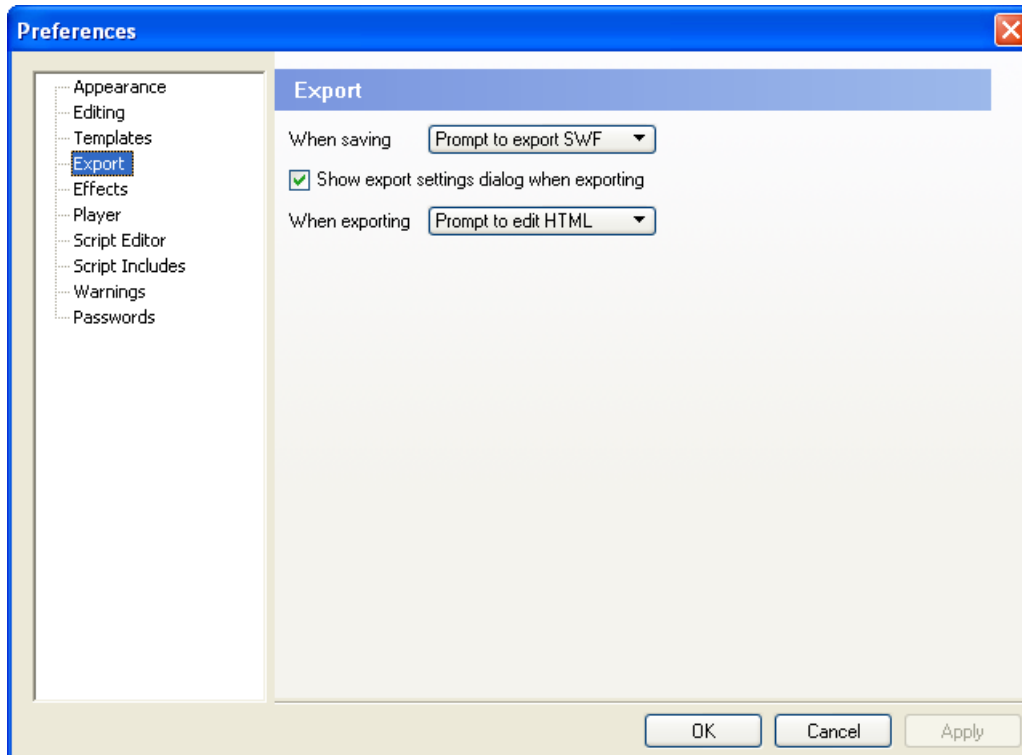 Preferences
Appearance
Editing
Templates
Export
Effects
Player
Script Editor
Script Includes
Warnings
Passwords
Export
When saving Prompt to export SWF
Show export settings dialog when exporting
When exporting Prompt to edit HTML
OK Cancel Apply